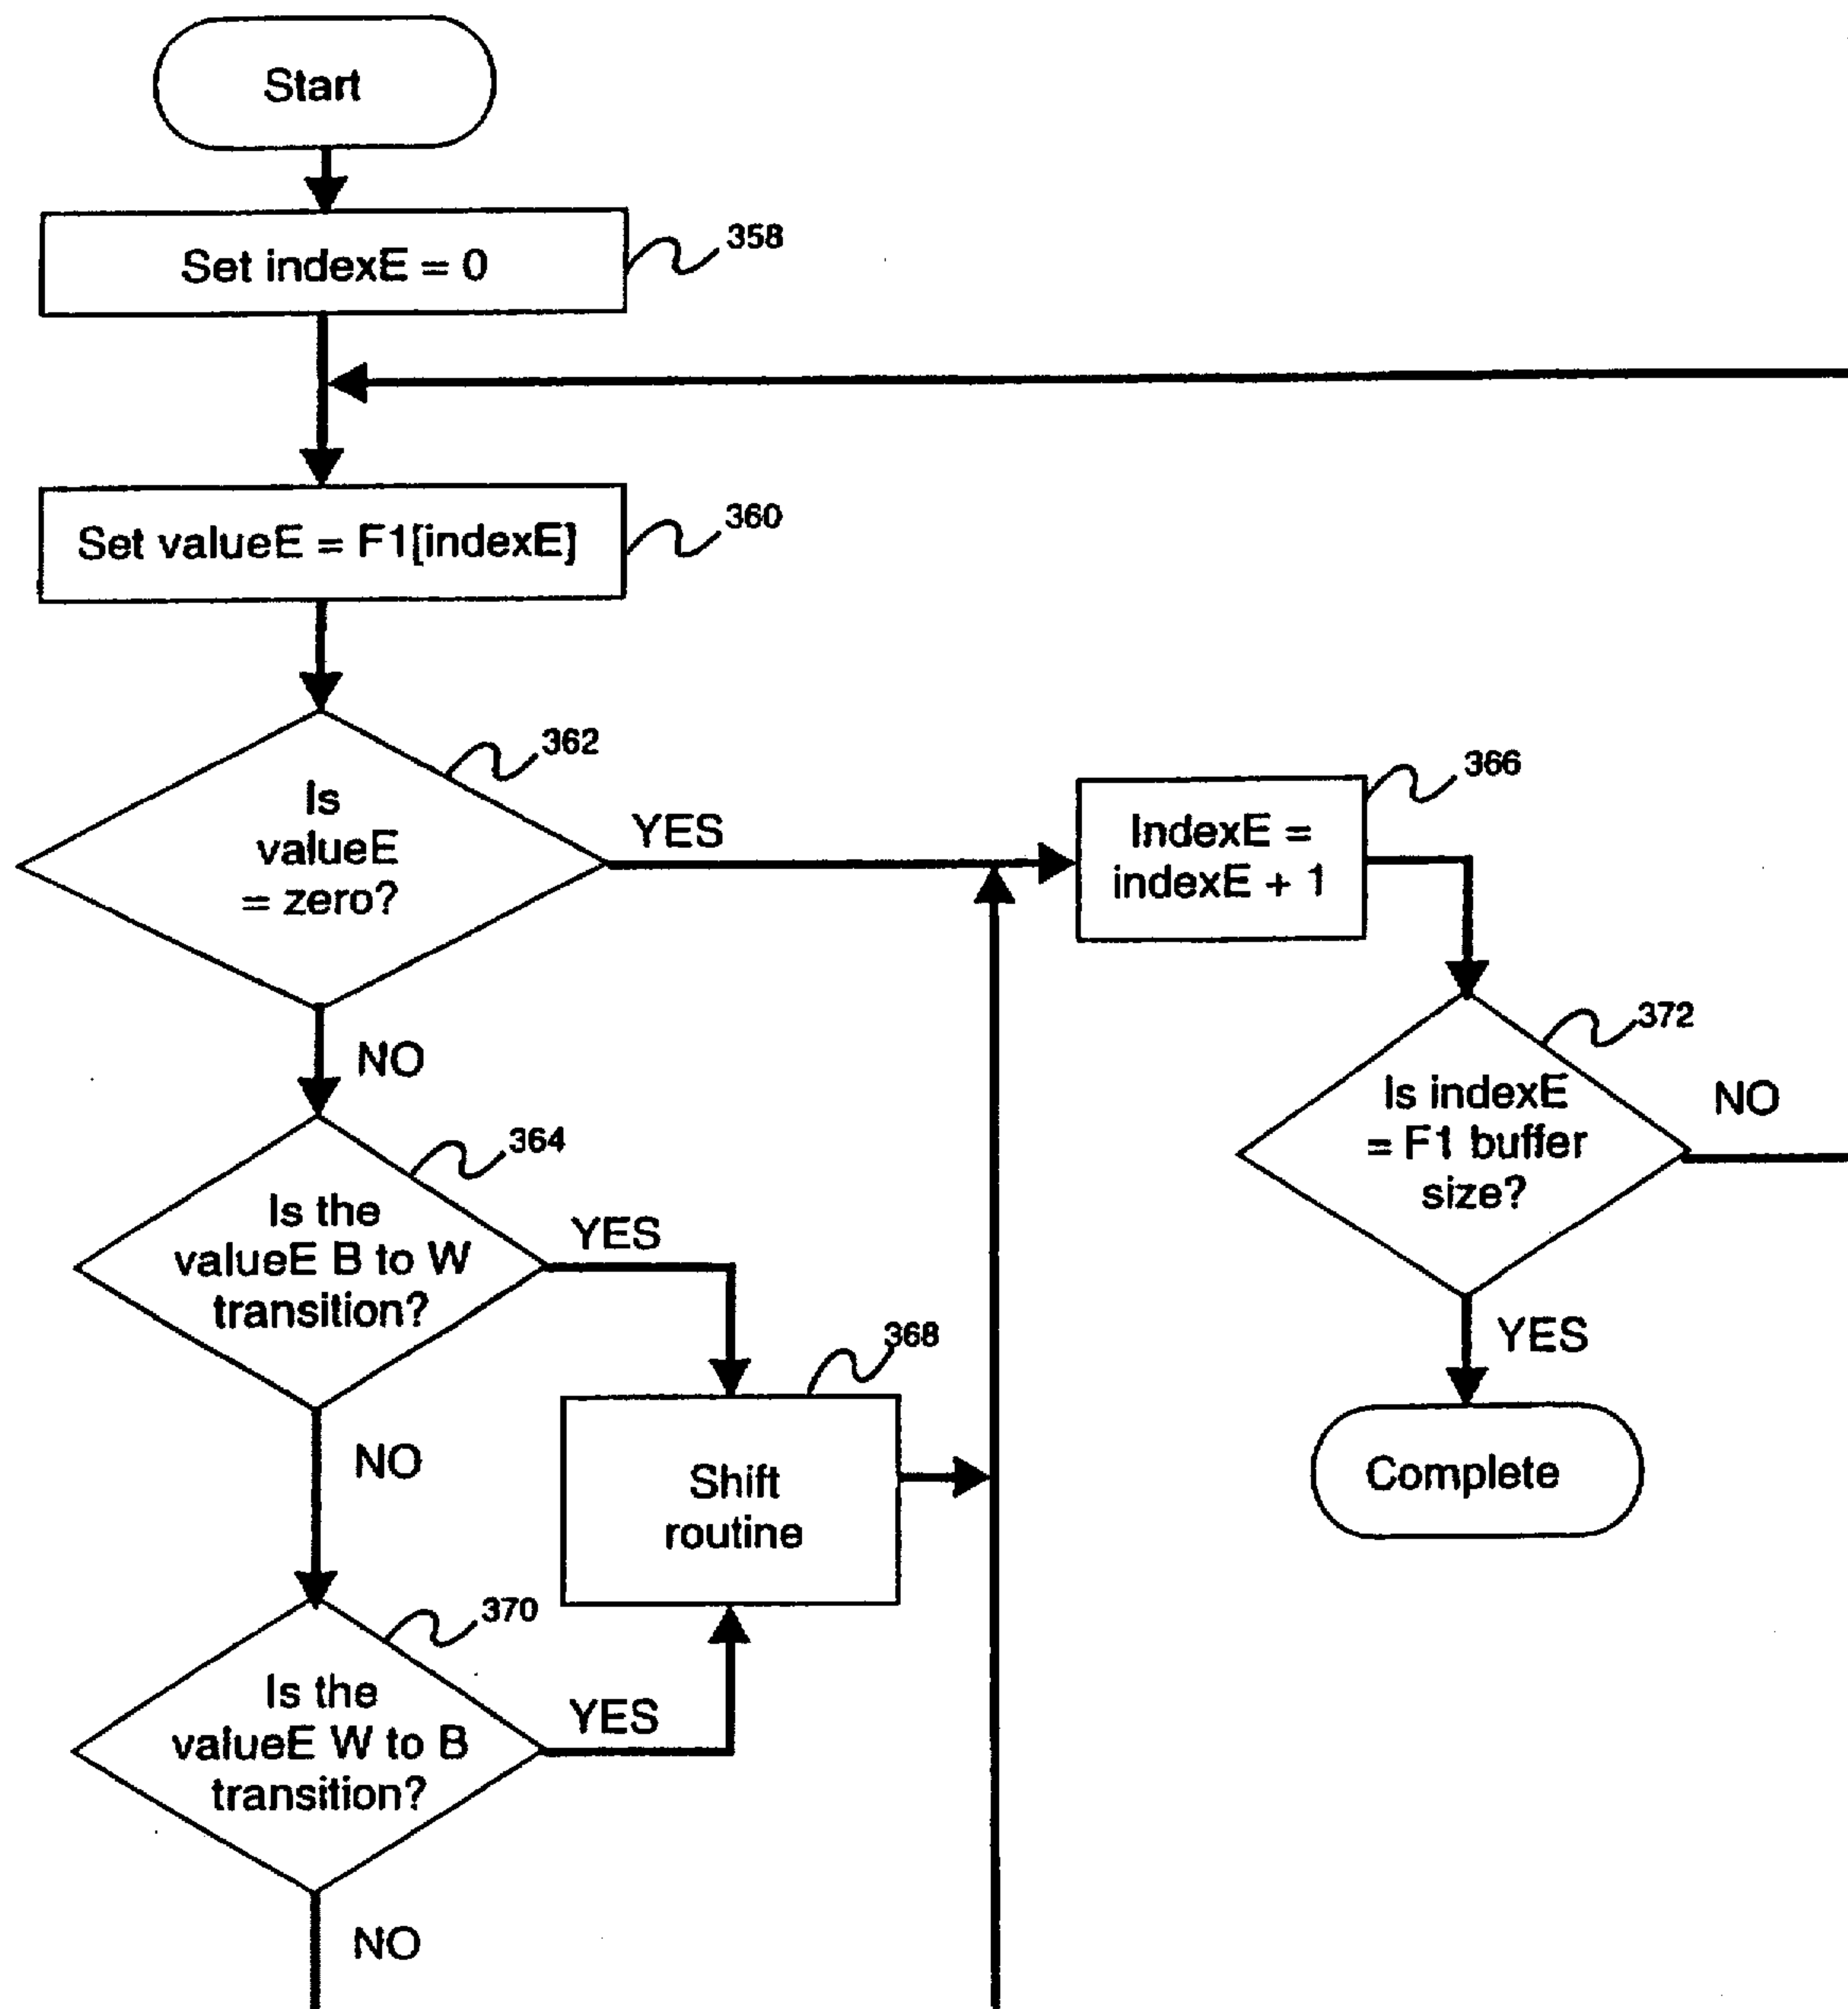 Start
Set indexE = 0
358
Set valueE = F1[indexE]
360
362
Is
valueE
= zero?
YES
NO
366
IndexE =
indexE + 1
372
Is indexE
= F1 buffer
size?
NO
YES
Complete
364
Is the
valueE B to W
transition?
YES
NO
368
Shift
routine
370
Is the
valueE W to B
transition?
YES
NO